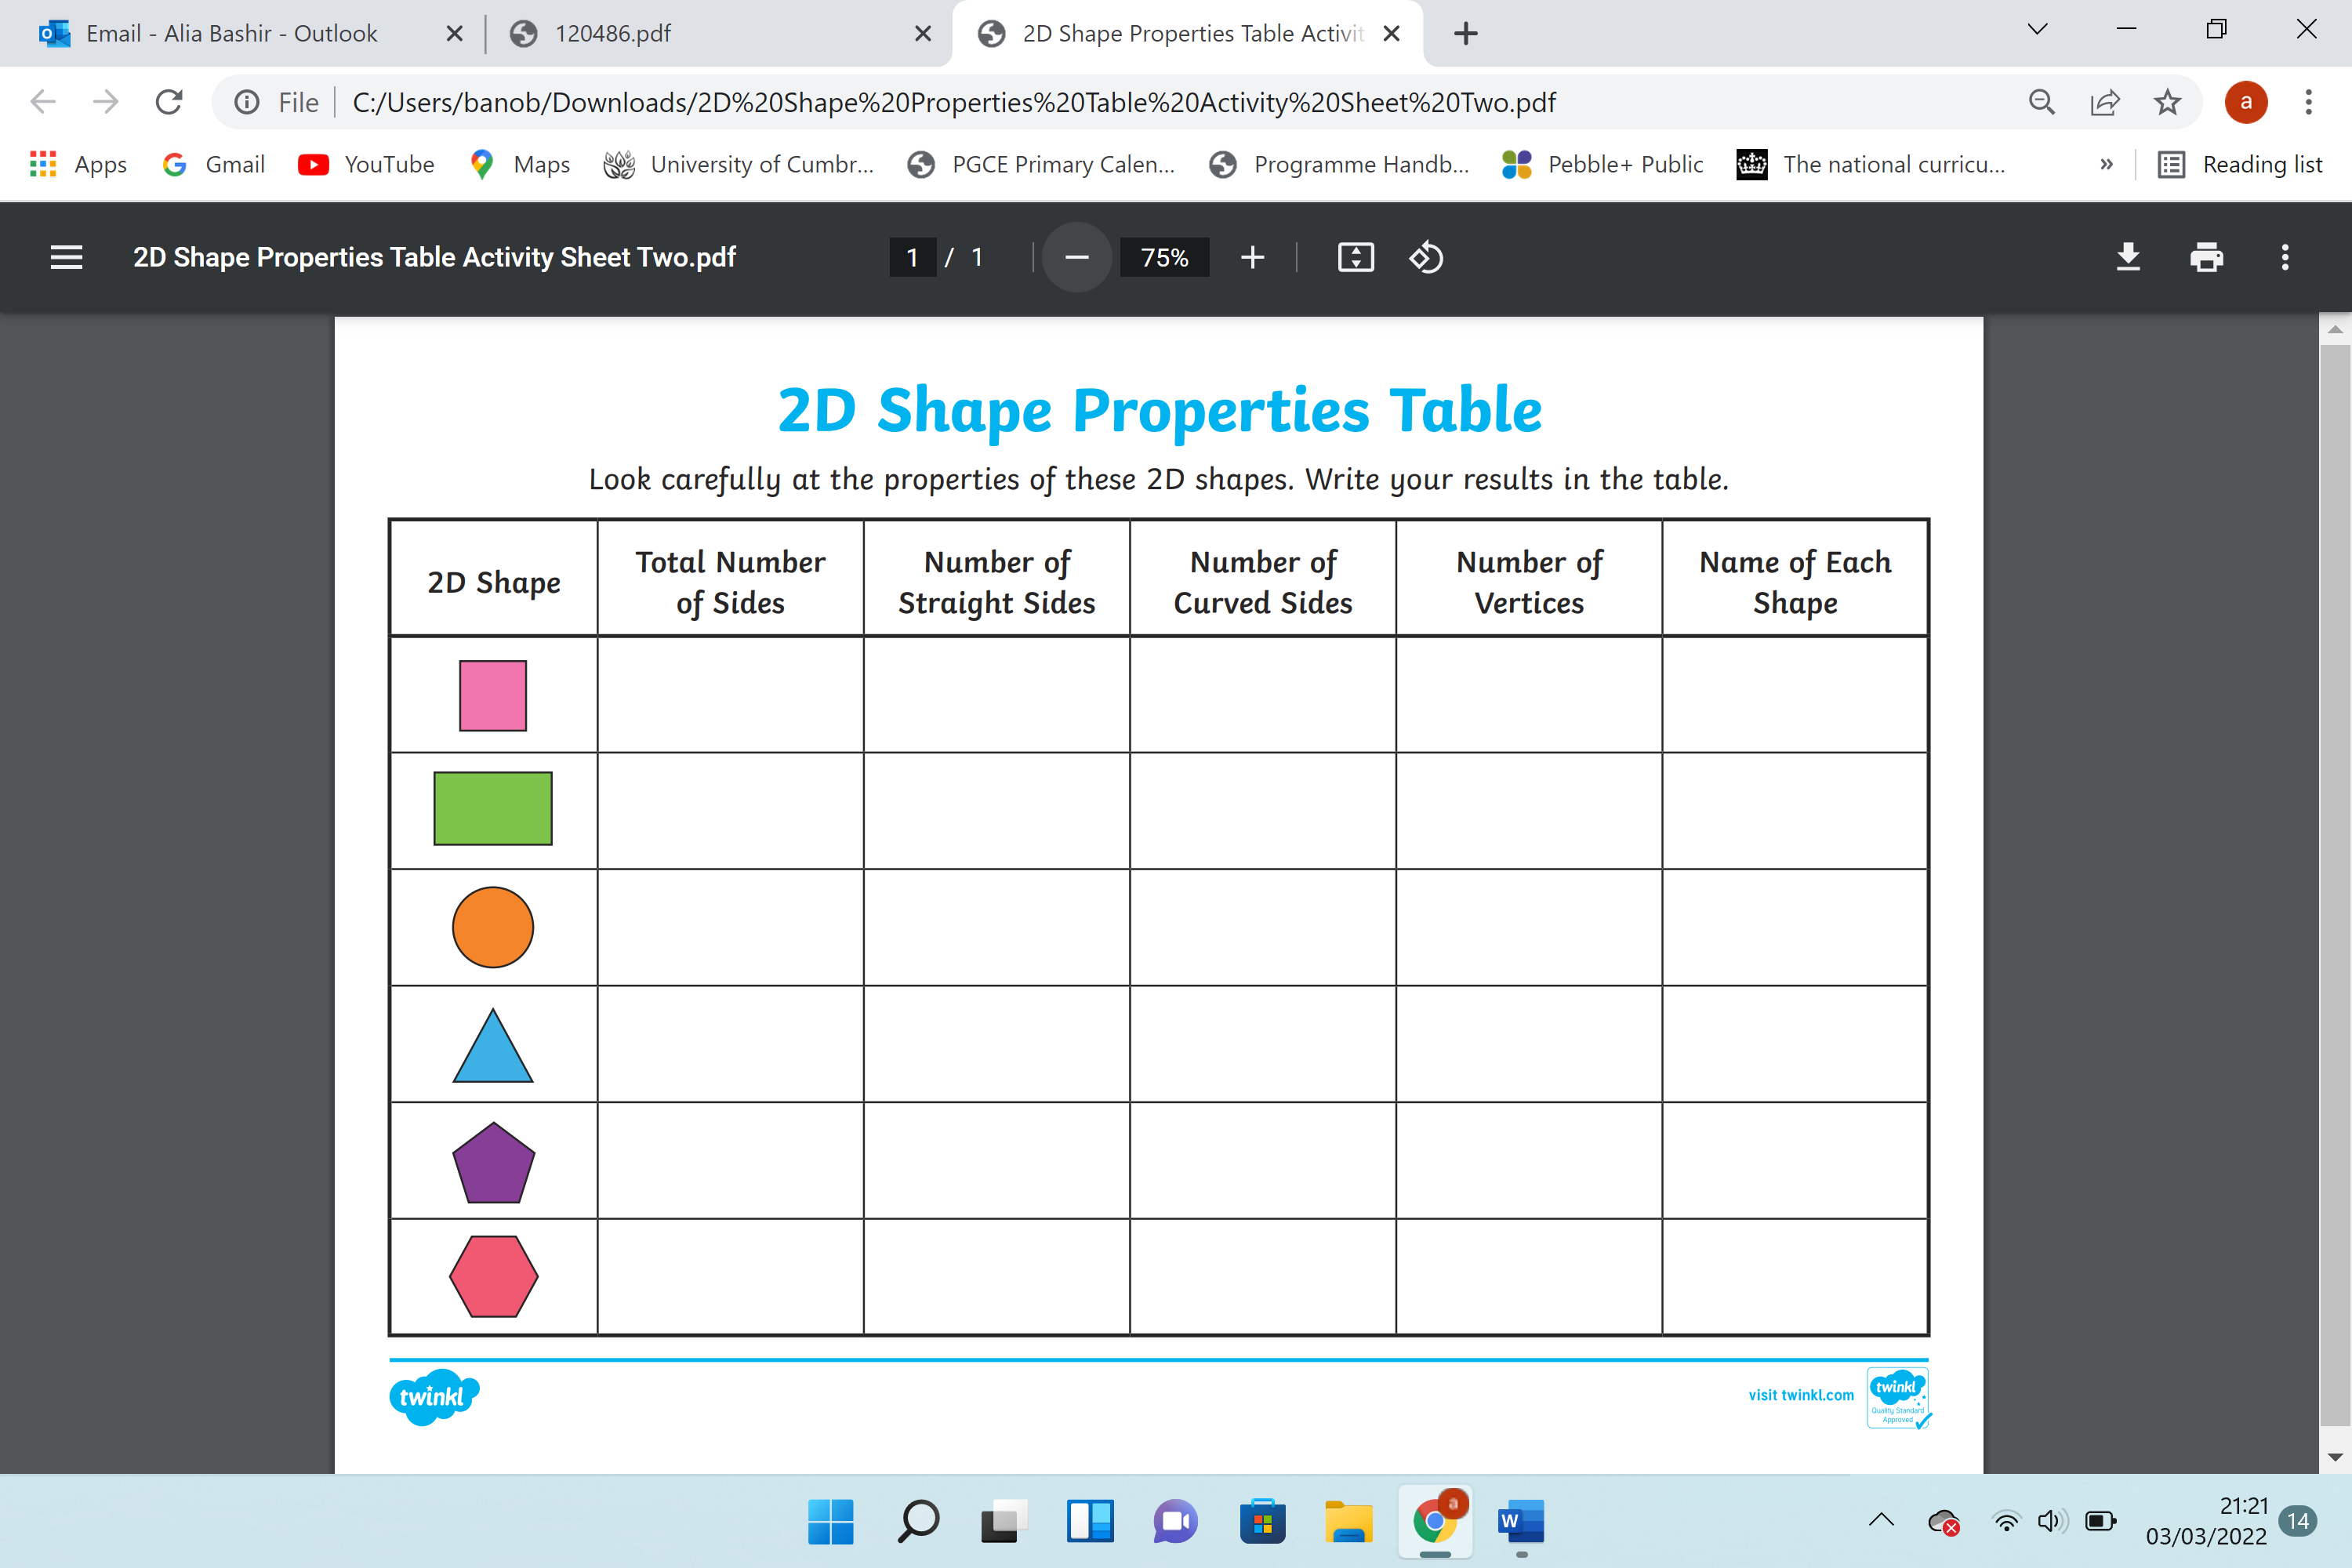 Email - Alia Bashir - Outlook
120486.pdf
2D Shape Properties Table Activit
File
C:/Users/banob/Downloads/2D%20Shape%20Properties%20Table%20Activity%20Sheet%20Two.pdf
a
Apps
Gmail
YouTube
Maps
University of Cumbr...
PGCE Primary Calen...
Programme Handb...
Pebble+ Public
The national curricu...
»
Reading list
2D Shape Properties Table Activity Sheet Two.pdf
1 / 1
75%
2D Shape Properties Table
Look carefully at the properties of these 2D shapes. Write your results in the table.
2D Shape
Total Number
of Sides
Number of
Straight Sides
Number of
Curved Sides
Number of
Vertices
Name of Each
Shape
twinkl
visit twinkl.com
twinkl
Quality Standard
Approved
a
W
21:21
03/03/2022
14